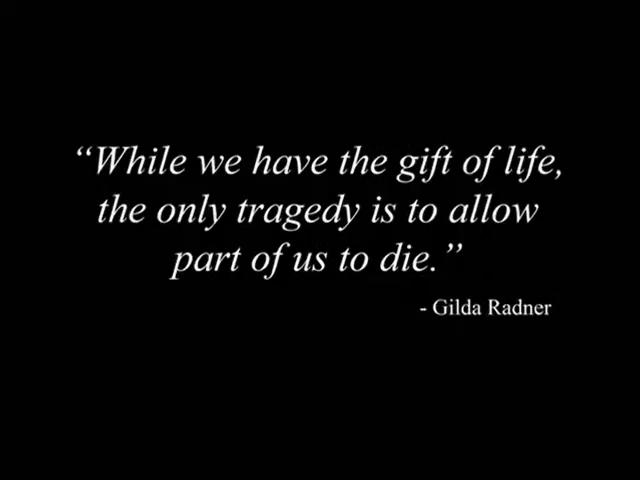 “While we have the gift of life,
the only tragedy is to allow
part of us to die.”
- Gilda Radner